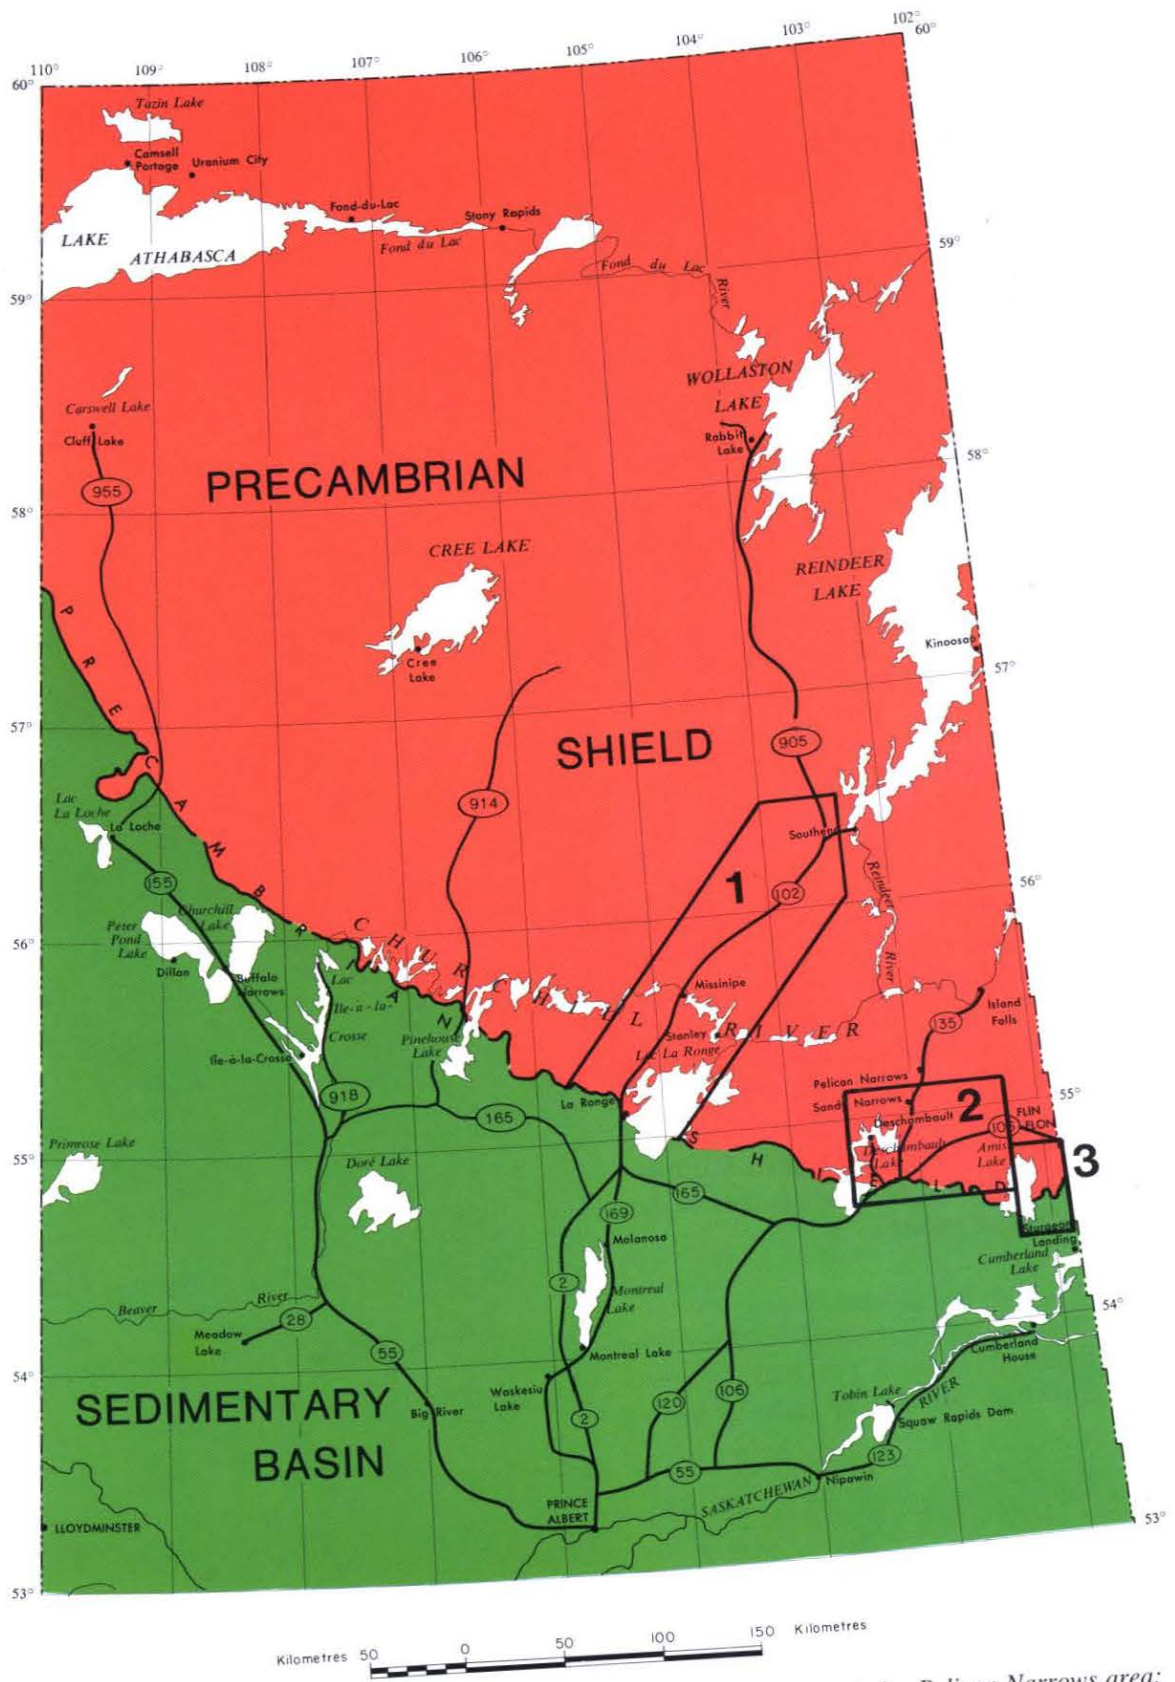 110° 109° 108° 107° 106° 105° 104° 103° 102°
60° 60°
Tazin Lake
Camsell
Portage
Uranium City
Fond-du-Lac
Stony Rapids
LAKE
ATHABASCA
Fond du Lac
Fond du Lac
River
59° 59°
WOLLASTON
LAKE
Carswell Lake
Cluff Lake
Rabbit
Lake
955
PRECAMBRIAN
58° 58°
CREE LAKE
REINDEER
LAKE
Cree
Lake
Kinoosao
57° 57°
PRECAMBRIAN
SHIELD
905
914
Lac
La Loche
La Loche
Southend
155
1
102
56° 56°
Reindeer
River
Churchill
Lake
Peter
Pond
Lake
Dillon
Buffalo
Narrows
CHURCHILL RIVER
Lac
Ile-a-la-
Crosse
Missinipe
Island
Falls
135
Pinehouse
Lake
Stanley
Lac La Ronge
Ile-à-la-Crosse
Pelican Narrows
Sandy Narrows
918
165
La Ronge
55° 55°
2
Deschambault
Deschambault
Lake
106
FLIN
FLON
Amisk
Lake
3
SHIELD
Primrose Lake
Doré Lake
165
169
Molanosa
Sturgeon
Landing
Cumberland
Lake
2
Montreal
Lake
Beaver River
28
Meadow
Lake
55
Montreal Lake
54° 54°
Cumberland
House
SEDIMENTARY
BASIN
Waskesiu
Lake
Big River
2
120
106
Tobin Lake
RIVER
Squaw Rapids Dam
123
55
Nipawin
SASKATCHEWAN
PRINCE
ALBERT
LLOYDMINSTER
53° 53°
Kilometres 50 0 50 100 150 Kilometres
Pelican Narrows area;